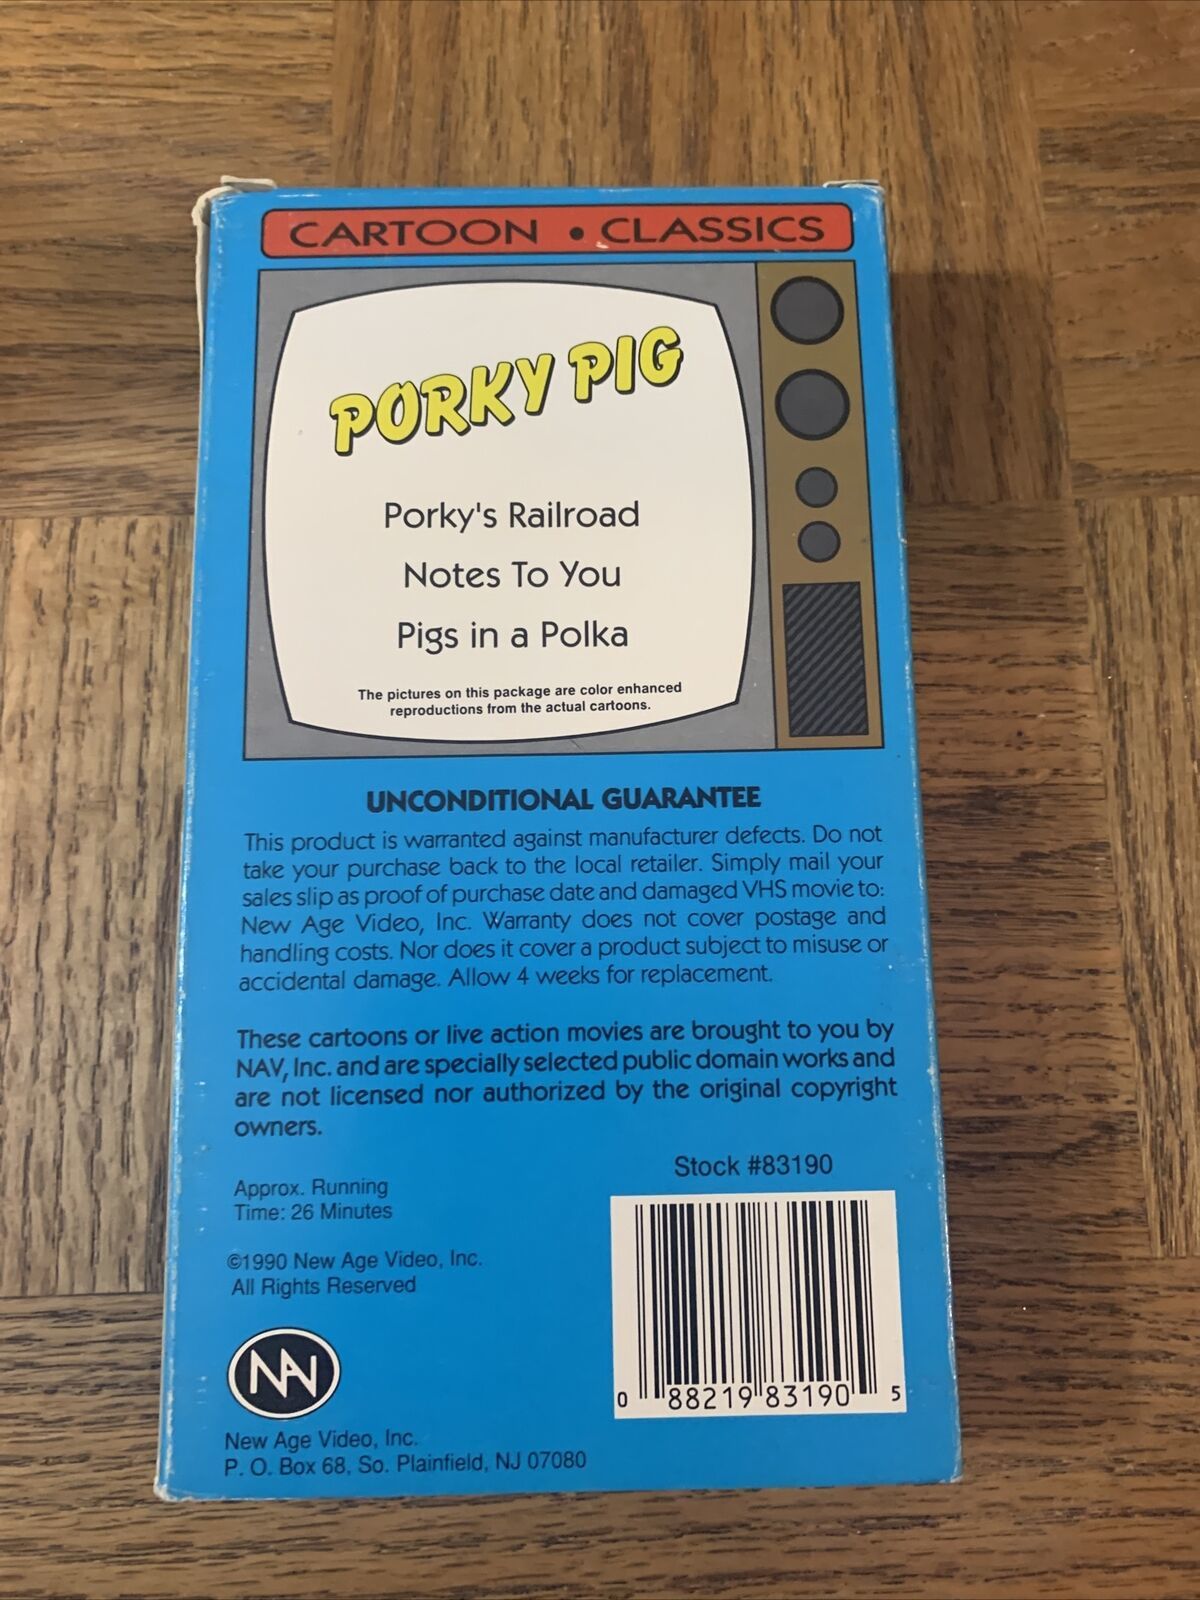 CARTOON • CLASSICS
PORKY PIG
Porky's Railroad
Notes To You
Pigs in a Polka
The pictures on this package are color enhanced
reproductions from the actual cartoons.
UNCONDITIONAL GUARANTEE
This product is warranted against manufacturer defects. Do not
take your purchase back to the local retailer. Simply mail your
sales slip as proof of purchase date and damaged VHS movie to:
New Age Video, Inc. Warranty does not cover postage and
handling costs. Nor does it cover a product subject to misuse or
accidental damage. Allow 4 weeks for replacement.
These cartoons or live action movies are brought to you by
NAV, Inc. and are specially selected public domain works and
are not licensed nor authorized by the original copyright
owners.
Stock #83190
Approx. Running
Time: 26 Minutes
©1990 New Age Video, Inc.
All Rights Reserved
0 88219 83190 5
NAV
New Age Video, Inc.
P. O. Box 68, So. Plainfield, NJ 07080